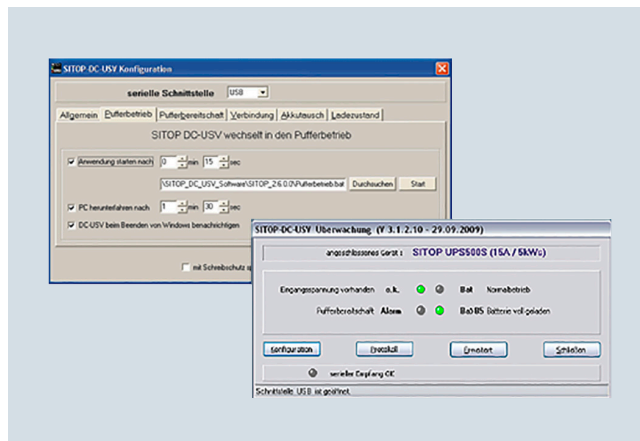 SITOP-DC-USV Konfiguration
serielle Schnittstelle USB
Allgemein Pufferbetrieb Pufferbereitschaft Verbindung Akkutausch Ladezustand
SITOP DC-USV wechselt in den Pufferbetrieb
Anwendung starten nach 0 min 15 sec
\SITOP_DC_USV_Software\SITOP_2.6.0.0\Pufferbetrieb.bat Durchsuchen Start
PC herunterfahren nach 1 min 30 sec
DC-USV beim Beenden von Windows benachrichtigen
mit Schreibschutz
SITOP-DC-USV Überwachung (V 3.1.2.10 - 29.09.2009)
angeschlossenes Gerät : SITOP UPS500S (15A / 5kWs)
Eingangsspannung vorhanden o.k. Bat Normalbetrieb
Pufferbereitschaft Alarm Ba>85 Batterie voll geladen
Konfiguration Protokoll Erweitert Schließen
serieller Empfang OK
Schnittstelle USB ist geöffnet.